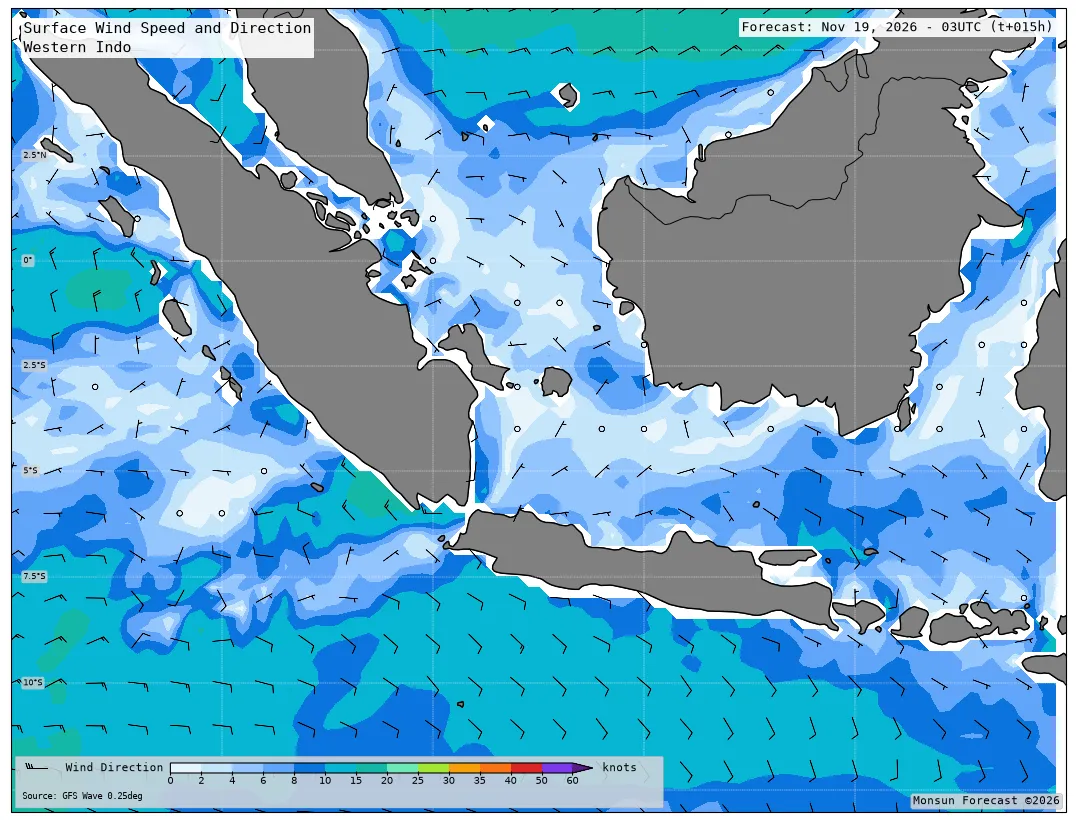 Surface Wind Speed and Direction
Western Indo
Forecast: Nov 19, 2026 - 03UTC (t+015h)
2.5°N
0°
2.5°S
5°S
7.5°S
10°S
Wind Direction
0 2 4 6 8 10 15 20 25 30 35 40 50 60
knots
Source: GFS Wave 0.25deg
Monsun Forecast ©2026